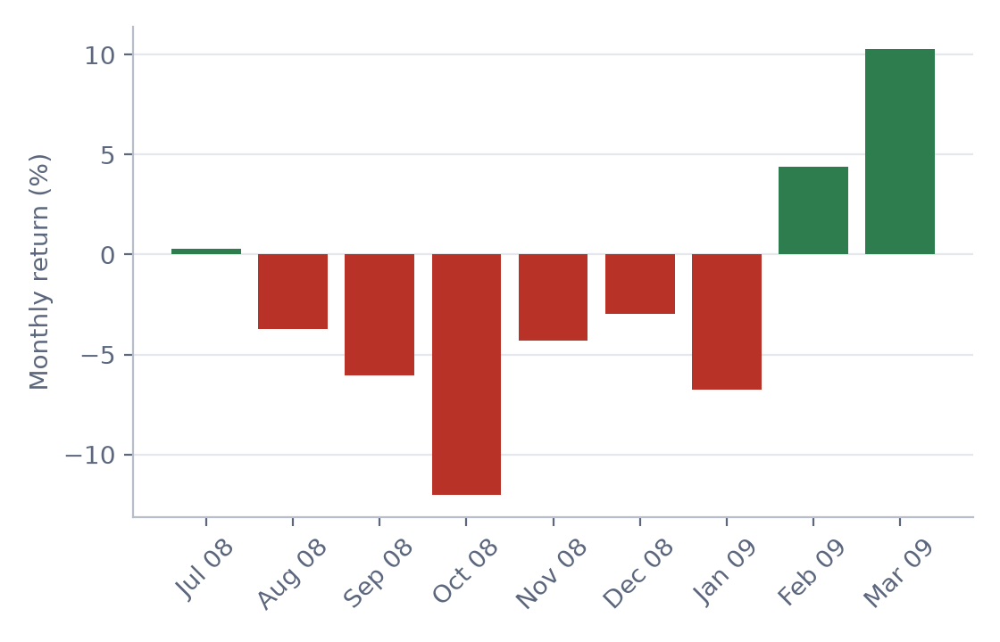 Monthly return (%)
10
5
0
−5
−10
Jul 08
Aug 08
Sep 08
Oct 08
Nov 08
Dec 08
Jan 09
Feb 09
Mar 09